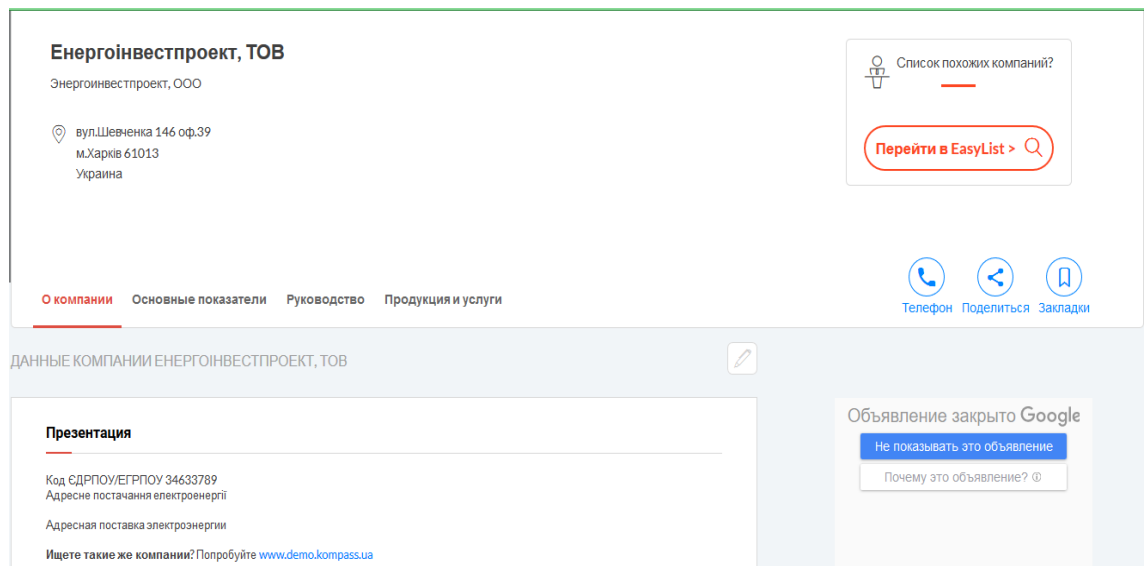 Енергоінвестпроект, ТОВ
Энергоинвестпроект, ООО
вул.Шевченка 146 оф.39
м.Харків 61013
Украина
Список похожих компаний?
Перейти в EasyList >
О компании Основные показатели Руководство Продукция и услуги
Телефон Поделиться Закладки
ДАННЫЕ КОМПАНИИ ЕНЕРГОІНВЕСТПРОЕКТ, ТОВ
Презентация
Код ЄДРПОУ/ЕГРПОУ 34633789
Адресне постачання електроенергії
Адресная поставка электроэнергии
Ищете такие же компании? Попробуйте www.demo.kompass.ua
Объявление закрыто Google
Не показывать это объявление
Почему это объявление?